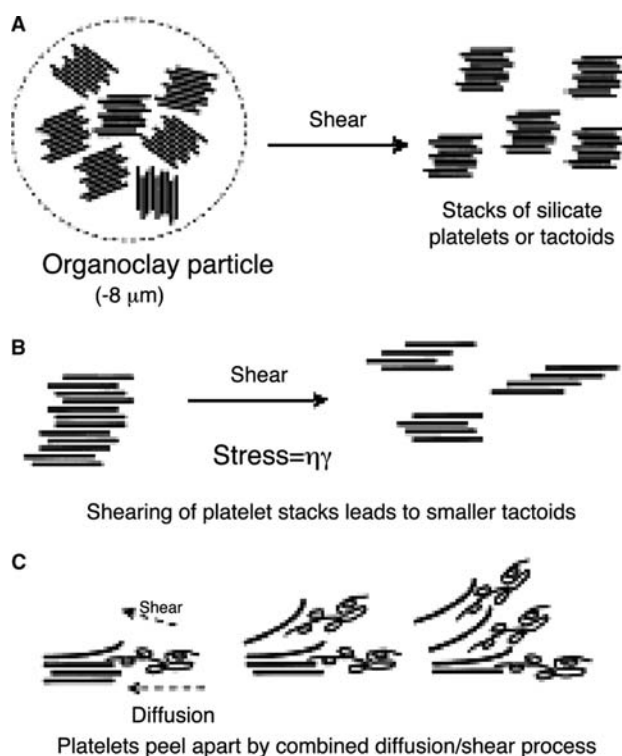 A
Shear
Organoclay particle
(-8 μm)
Stacks of silicate
platelets or tactoids
B
Shear
Stress=ηγ
Shearing of platelet stacks leads to smaller tactoids
C
Shear
Diffusion
Platelets peel apart by combined diffusion/shear process